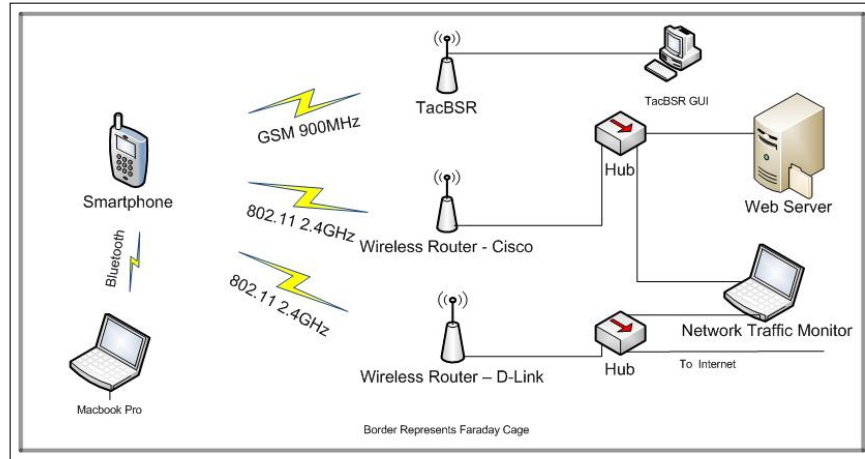 TacBSR
TacBSR GUI
GSM 900MHz
Smartphone
Hub
Web Server
802.11 2.4GHz
Wireless Router - Cisco
Bluetooth
802.11 2.4GHz
Network Traffic Monitor
Wireless Router – D-Link
Hub
To Internet
Macbook Pro
Border Represents Faraday Cage